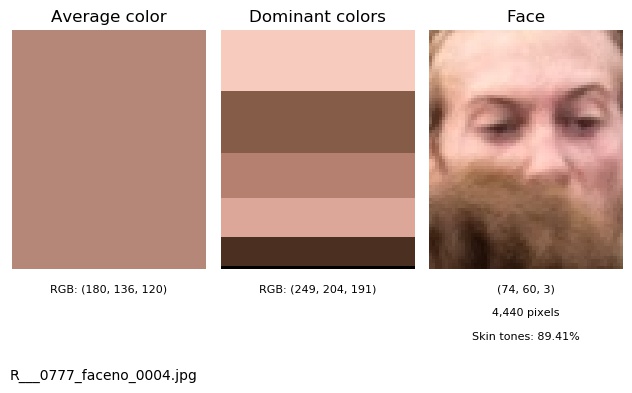 Average color
Dominant colors
Face
RGB: (180, 136, 120)
RGB: (249, 204, 191)
(74, 60, 3)
4,440 pixels
Skin tones: 89.41%
R___0777_faceno_0004.jpg